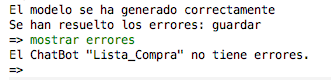 El modelo se ha generado correctamente
Se han resuelto los errores: guardar
=> mostrar errores
El ChatBot "Lista_Compra" no tiene errores.
=>